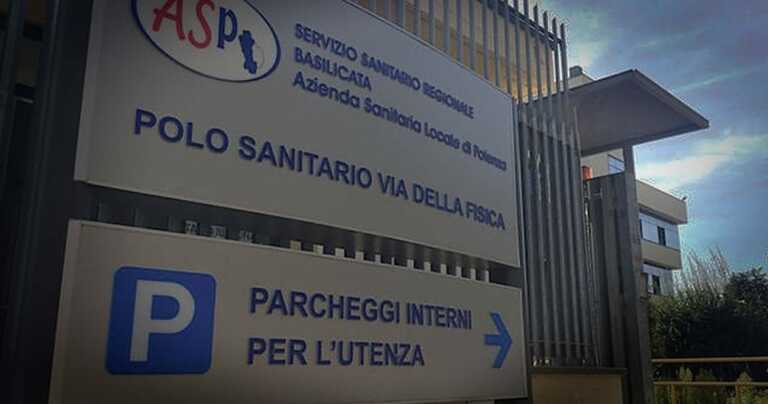 ASp
SERVIZIO SANITARIO REGIONALE
BASILICATA
Azienda Sanitaria Locale di Potenza
POLO SANITARIO VIA DELLA FISICA
P
PARCHEGGI INTERNI
PER L'UTENZA